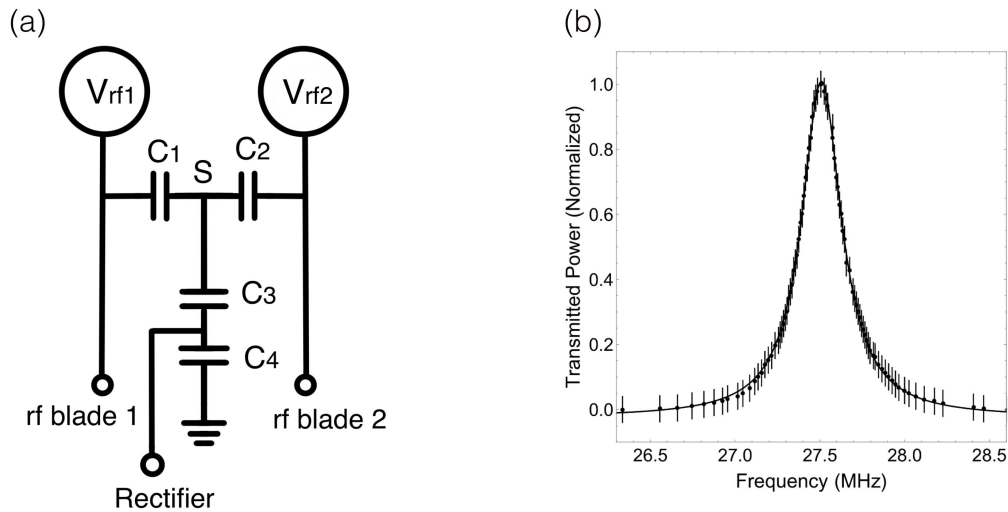 (a)
Vrf1
Vrf2
C1
S
C2
C3
C4
rf blade 1
rf blade 2
Rectifier
(b)
Transmitted Power (Normalized)
1.0
0.8
0.6
0.4
0.2
0.0
26.5 27.0 27.5 28.0 28.5
Frequency (MHz)